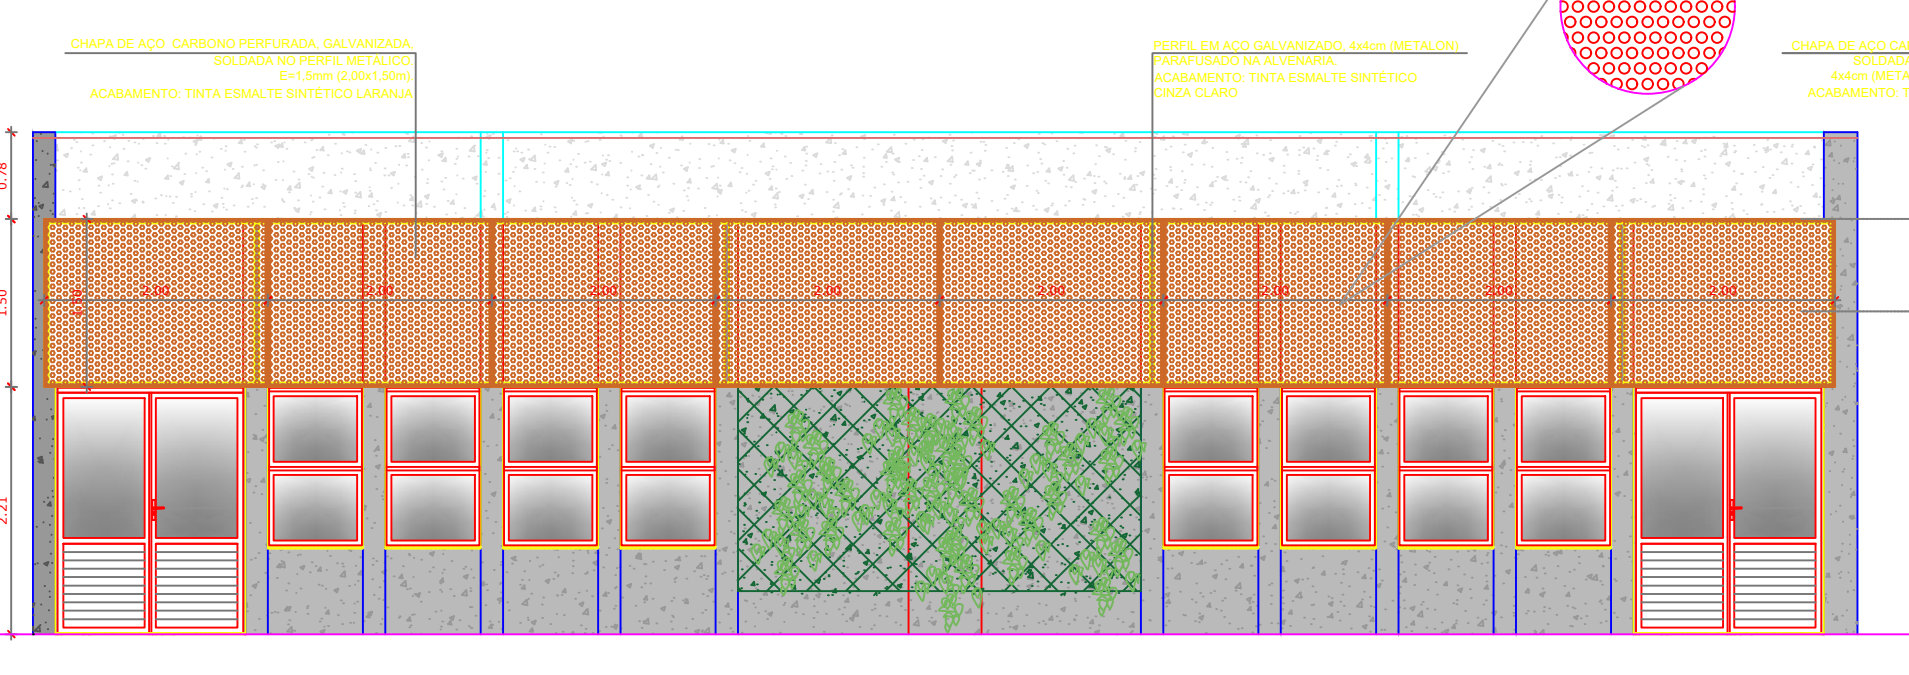 CHAPA DE AÇO CARBONO PERFURADA, GALVANIZADA,
SOLDADA NO PERFIL METÁLICO.
E=1,5mm (2,00x1,50m)
ACABAMENTO: TINTA ESMALTE SINTÉTICO LARANJA
PERFIL EM AÇO GALVANIZADO, 4x4cm (METALON)
PARAFUSADO NA ALVENARIA.
ACABAMENTO: TINTA ESMALTE SINTÉTICO
CINZA CLARO
CHAPA DE AÇO CA
SOLDADA
4x4cm (META
ACABAMENTO: T
0.78
1.50
2.21
1.50
2.00
2.00
2.00
2.00
2.00
2.00
2.00
2.00